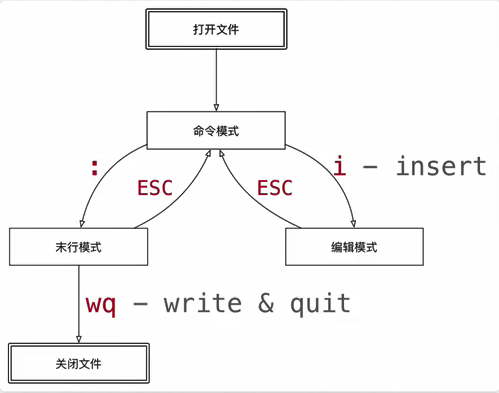 打开文件
命令模式
:
i - insert
ESC
ESC
末行模式
编辑模式
wq - write & quit
关闭文件